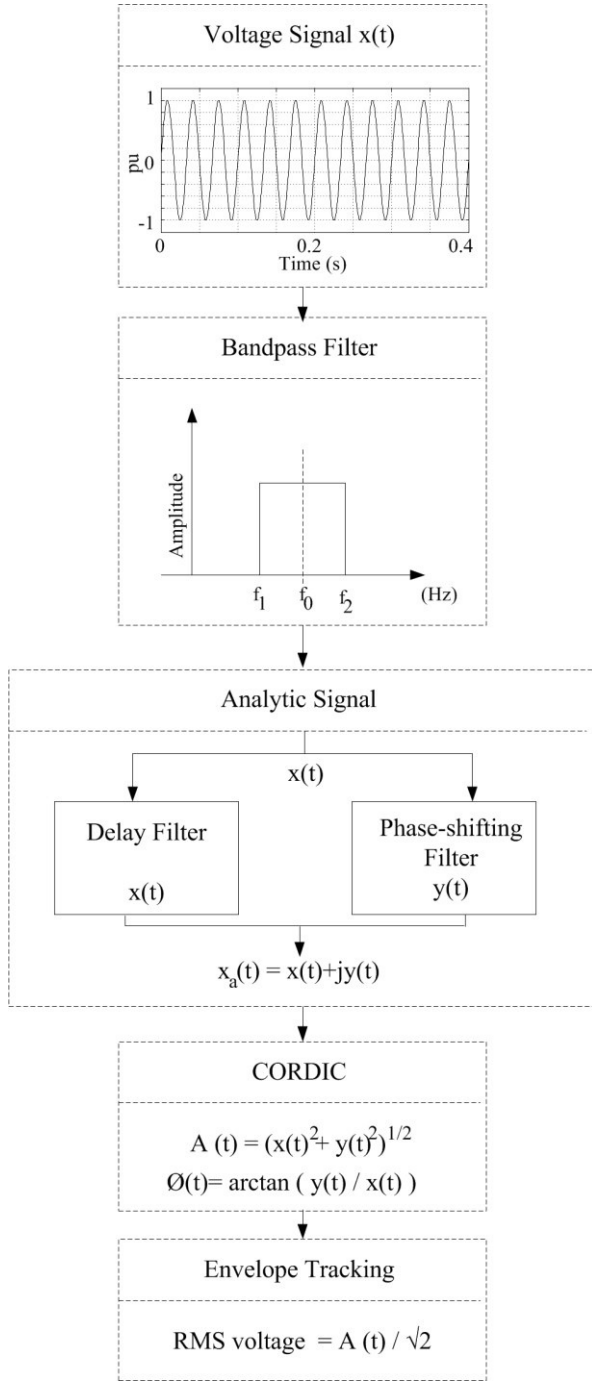 Voltage Signal x(t)
1
0
-1
pu
0
0.2
0.4
Time (s)
Bandpass Filter
Amplitude
f1
f0
f2
(Hz)
Analytic Signal
x(t)
Delay Filter
x(t)
Phase-shifting
Filter
y(t)
xa(t) = x(t)+jy(t)
CORDIC
A (t) = (x(t)²+ y(t)²)^1/2
Ø(t)= arctan ( y(t) / x(t) )
Envelope Tracking
RMS voltage = A (t) / √2